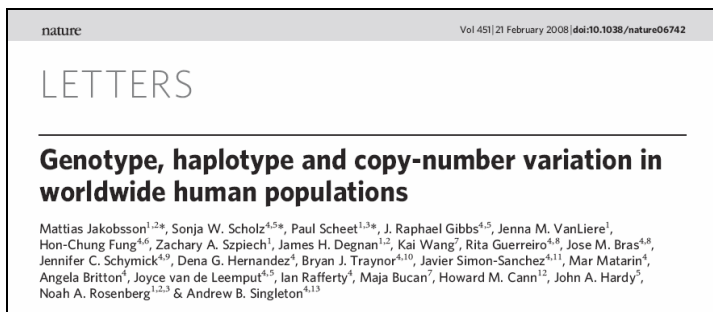 nature
Vol 451|21 February 2008|doi:10.1038/nature06742
LETTERS
Genotype, haplotype and copy-number variation in
worldwide human populations
Mattias Jakobsson1,2*, Sonja W. Scholz4,5*, Paul Scheet1,3*, J. Raphael Gibbs4,5, Jenna M. VanLiere1,
Hon-Chung Fung4,6, Zachary A. Szpiech1, James H. Degnan1,2, Kai Wang7, Rita Guerreiro4,8, Jose M. Bras4,8,
Jennifer C. Schymick4,9, Dena G. Hernandez4, Bryan J. Traynor4,10, Javier Simon-Sanchez4,11, Mar Matarin4,
Angela Britton4, Joyce van de Leemput4,5, Ian Rafferty4, Maja Bucan7, Howard M. Cann12, John A. Hardy5,
Noah A. Rosenberg1,2,3 & Andrew B. Singleton4,13